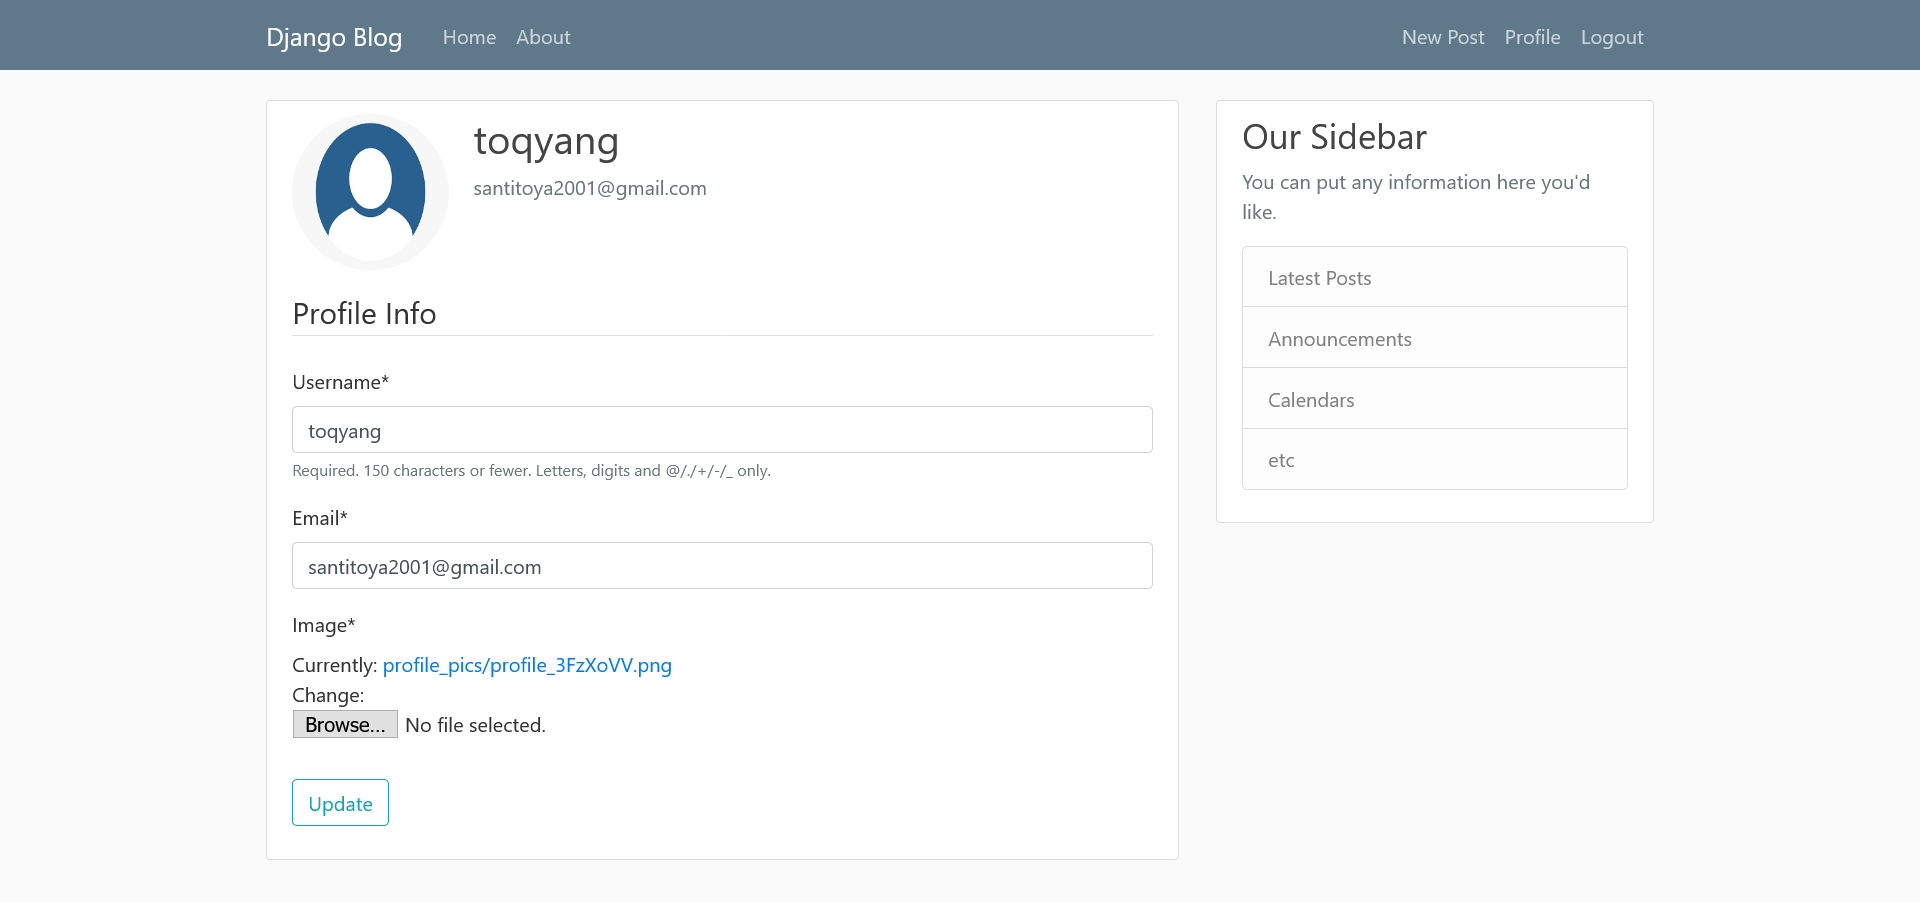 Django Blog Home About New Post Profile Logout
toqyang
santitoya2001@gmail.com
Profile Info
Username*
toqyang
Required. 150 characters or fewer. Letters, digits and @/./+/-/_ only.
Email*
santitoya2001@gmail.com
Image*
Currently: profile_pics/profile_3FzXoVV.png
Change:
Browse... No file selected.
Update
Our Sidebar
You can put any information here you'd
like.
Latest Posts
Announcements
Calendars
etc